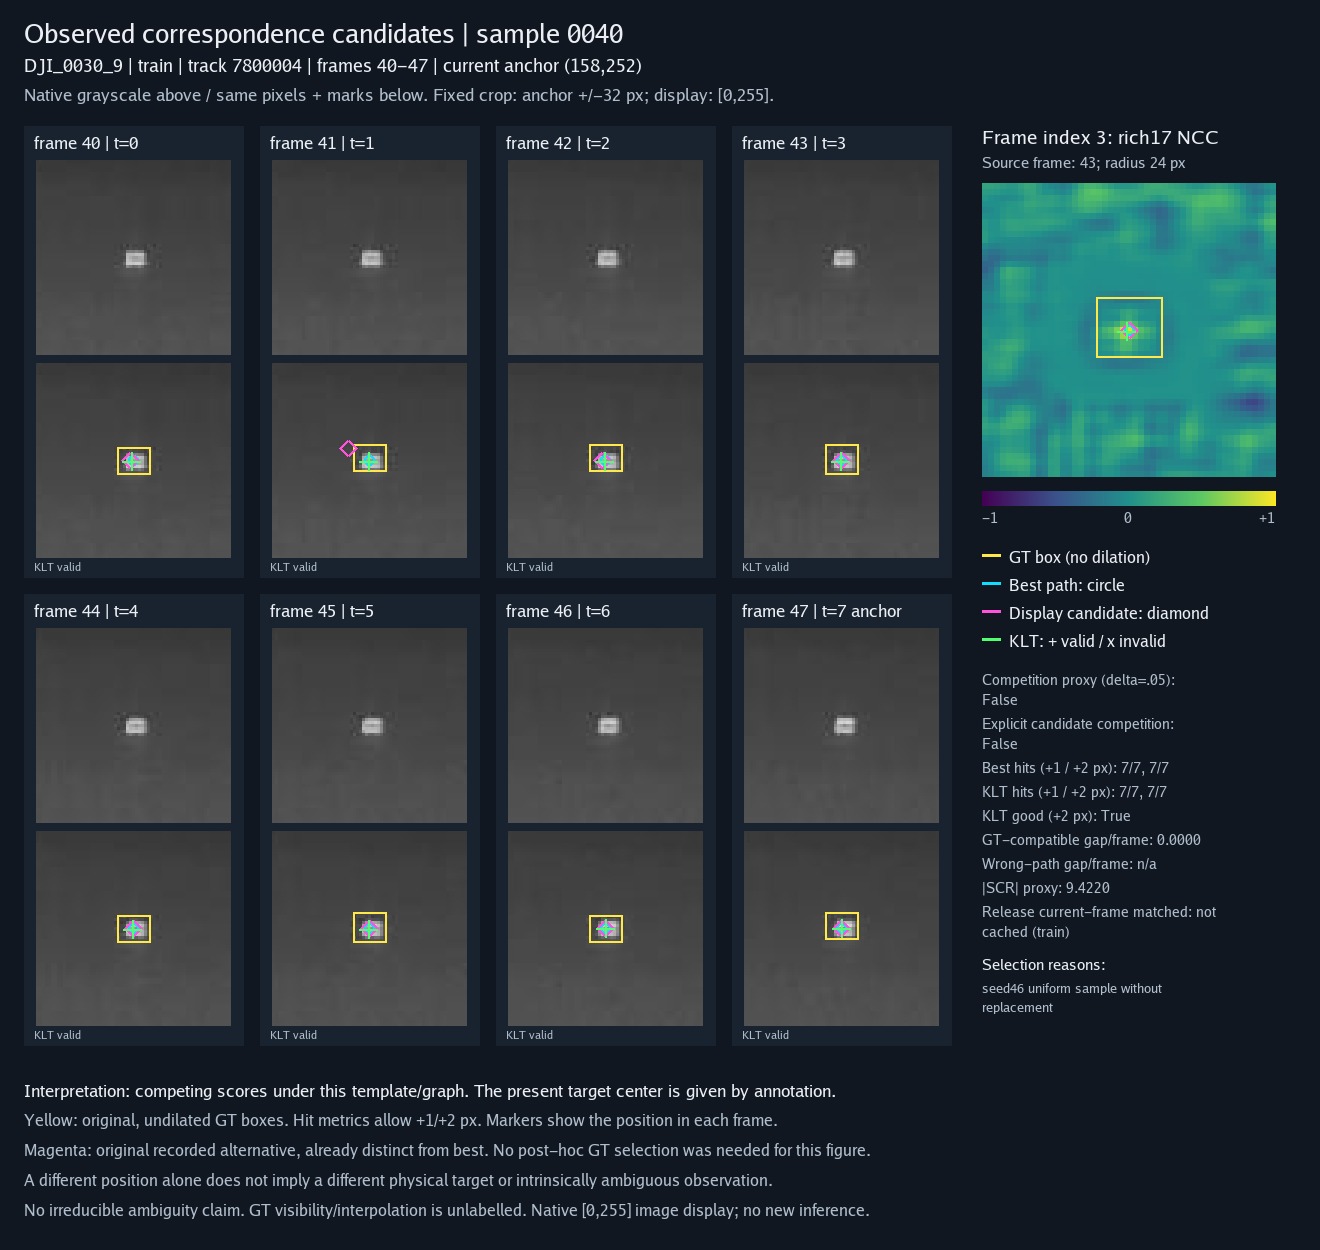 Observed correspondence candidates | sample 0040
DJI_0030_9 | train | track 7800004 | frames 40-47 | current anchor (158,252)
Native grayscale above / same pixels + marks below. Fixed crop: anchor +/-32 px; display: [0,255].
frame 40 | t=0
frame 41 | t=1
frame 42 | t=2
frame 43 | t=3
KLT valid
KLT valid
KLT valid
KLT valid
frame 44 | t=4
frame 45 | t=5
frame 46 | t=6
frame 47 | t=7 anchor
KLT valid
KLT valid
KLT valid
KLT valid
Frame index 3: rich17 NCC
Source frame: 43; radius 24 px
-1 0 +1
GT box (no dilation)
Best path: circle
Display candidate: diamond
KLT: + valid / x invalid
Competition proxy (delta=.05):
False
Explicit candidate competition:
False
Best hits (+1 / +2 px): 7/7, 7/7
KLT hits (+1 / +2 px): 7/7, 7/7
KLT good (+2 px): True
GT-compatible gap/frame: 0.0000
Wrong-path gap/frame: n/a
|SCR| proxy: 9.4220
Release current-frame matched: not
cached (train)
Selection reasons:
seed46 uniform sample without
replacement
Interpretation: competing scores under this template/graph. The present target center is given by annotation.
Yellow: original, undilated GT boxes. Hit metrics allow +1/+2 px. Markers show the position in each frame.
Magenta: original recorded alternative, already distinct from best. No post-hoc GT selection was needed for this figure.
A different position alone does not imply a different physical target or intrinsically ambiguous observation.
No irreducible ambiguity claim. GT visibility/interpolation is unlabelled. Native [0,255] image display; no new inference.